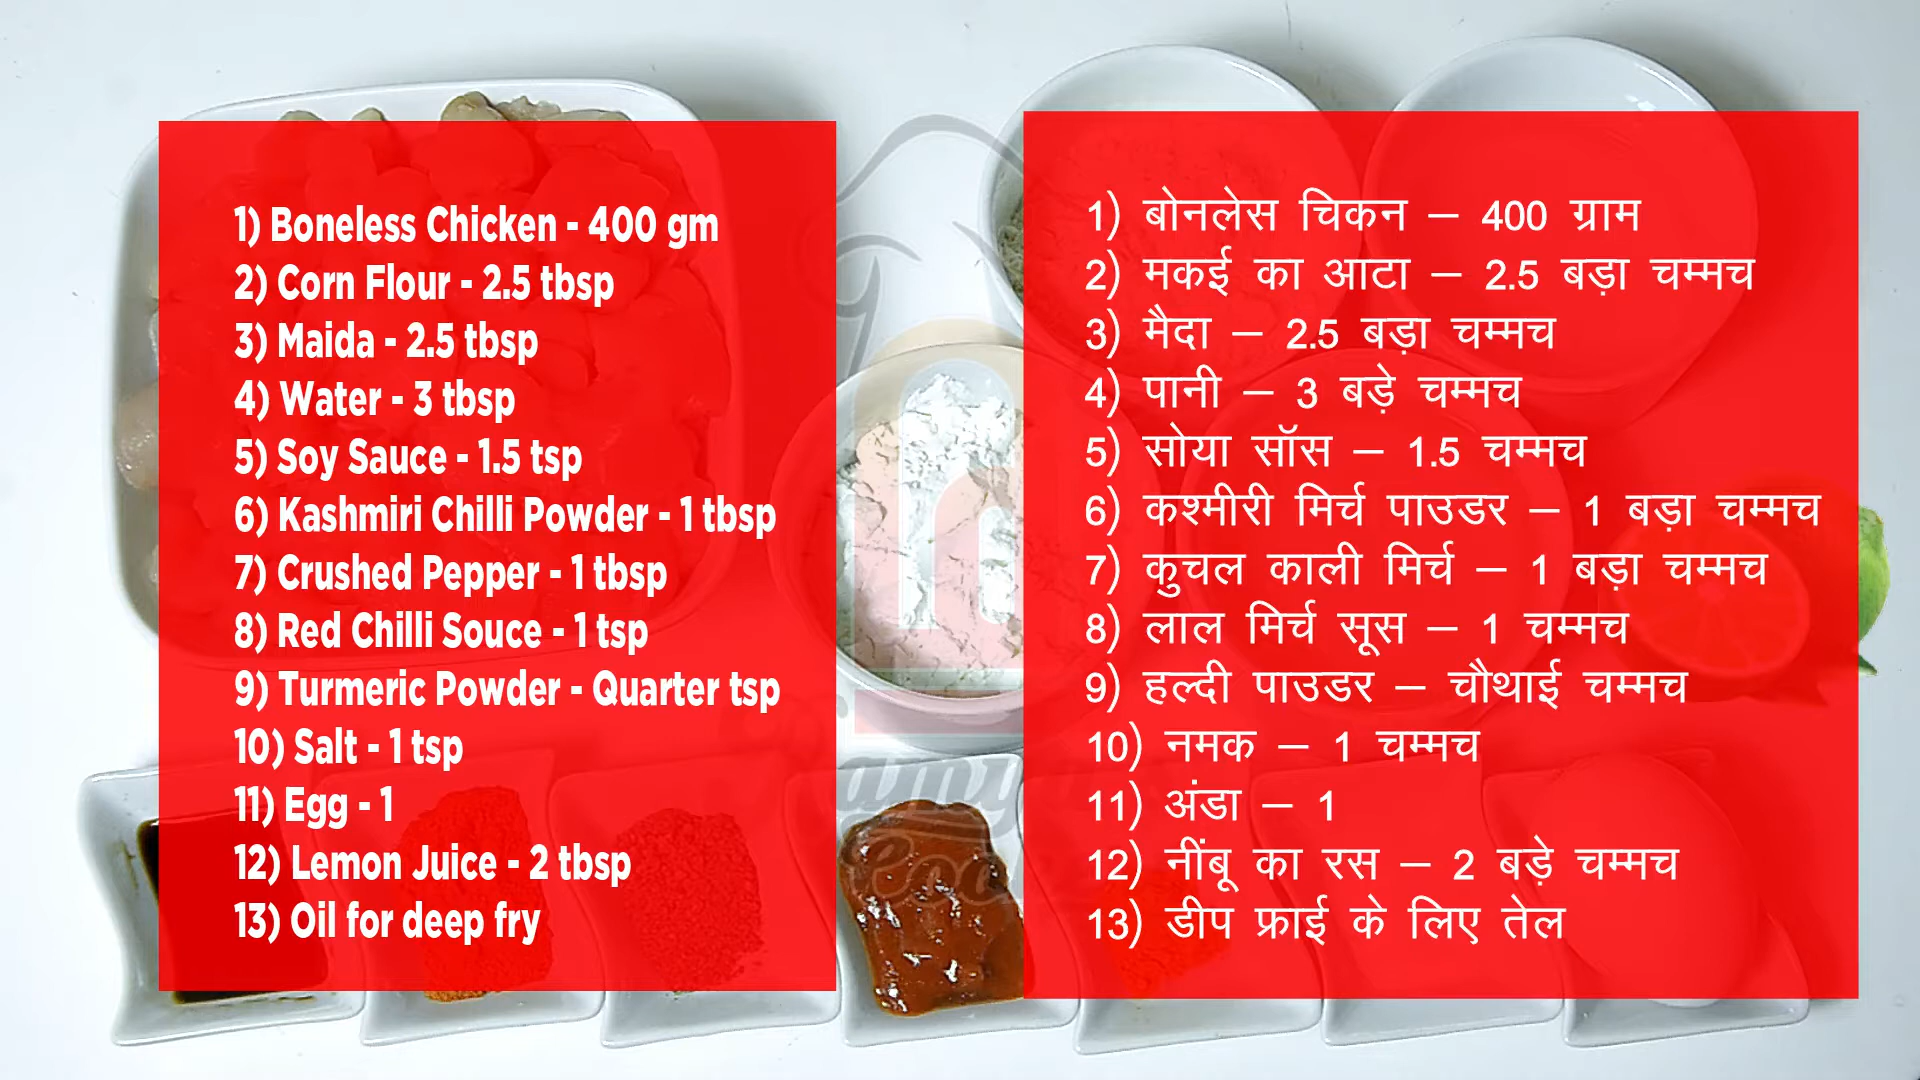 1) Boneless Chicken - 400 gm
2) Corn Flour - 2.5 tbsp
3) Maida - 2.5 tbsp
4) Water - 3 tbsp
5) Soy Sauce - 1.5 tsp
6) Kashmiri Chilli Powder - 1 tbsp
7) Crushed Pepper - 1 tbsp
8) Red Chilli Souce - 1 tsp
9) Turmeric Powder - Quarter tsp
10) Salt - 1 tsp
11) Egg - 1
12) Lemon Juice - 2 tbsp
13) Oil for deep fry
1) बोनलेस चिकन – 400 ग्राम
2) मकई का आटा – 2.5 बड़ा चम्मच
3) मैदा – 2.5 बड़ा चम्मच
4) पानी – 3 बड़े चम्मच
5) सोया सॉस – 1.5 चम्मच
6) कश्मीरी मिर्च पाउडर – 1 बड़ा चम्मच
7) कुचल काली मिर्च – 1 बड़ा चम्मच
8) लाल मिर्च सूस – 1 चम्मच
9) हल्दी पाउडर – चौथाई चम्मच
10) नमक – 1 चम्मच
11) अंडा – 1
12) नींबू का रस – 2 बड़े चम्मच
13) डीप फ्राई के लिए तेल